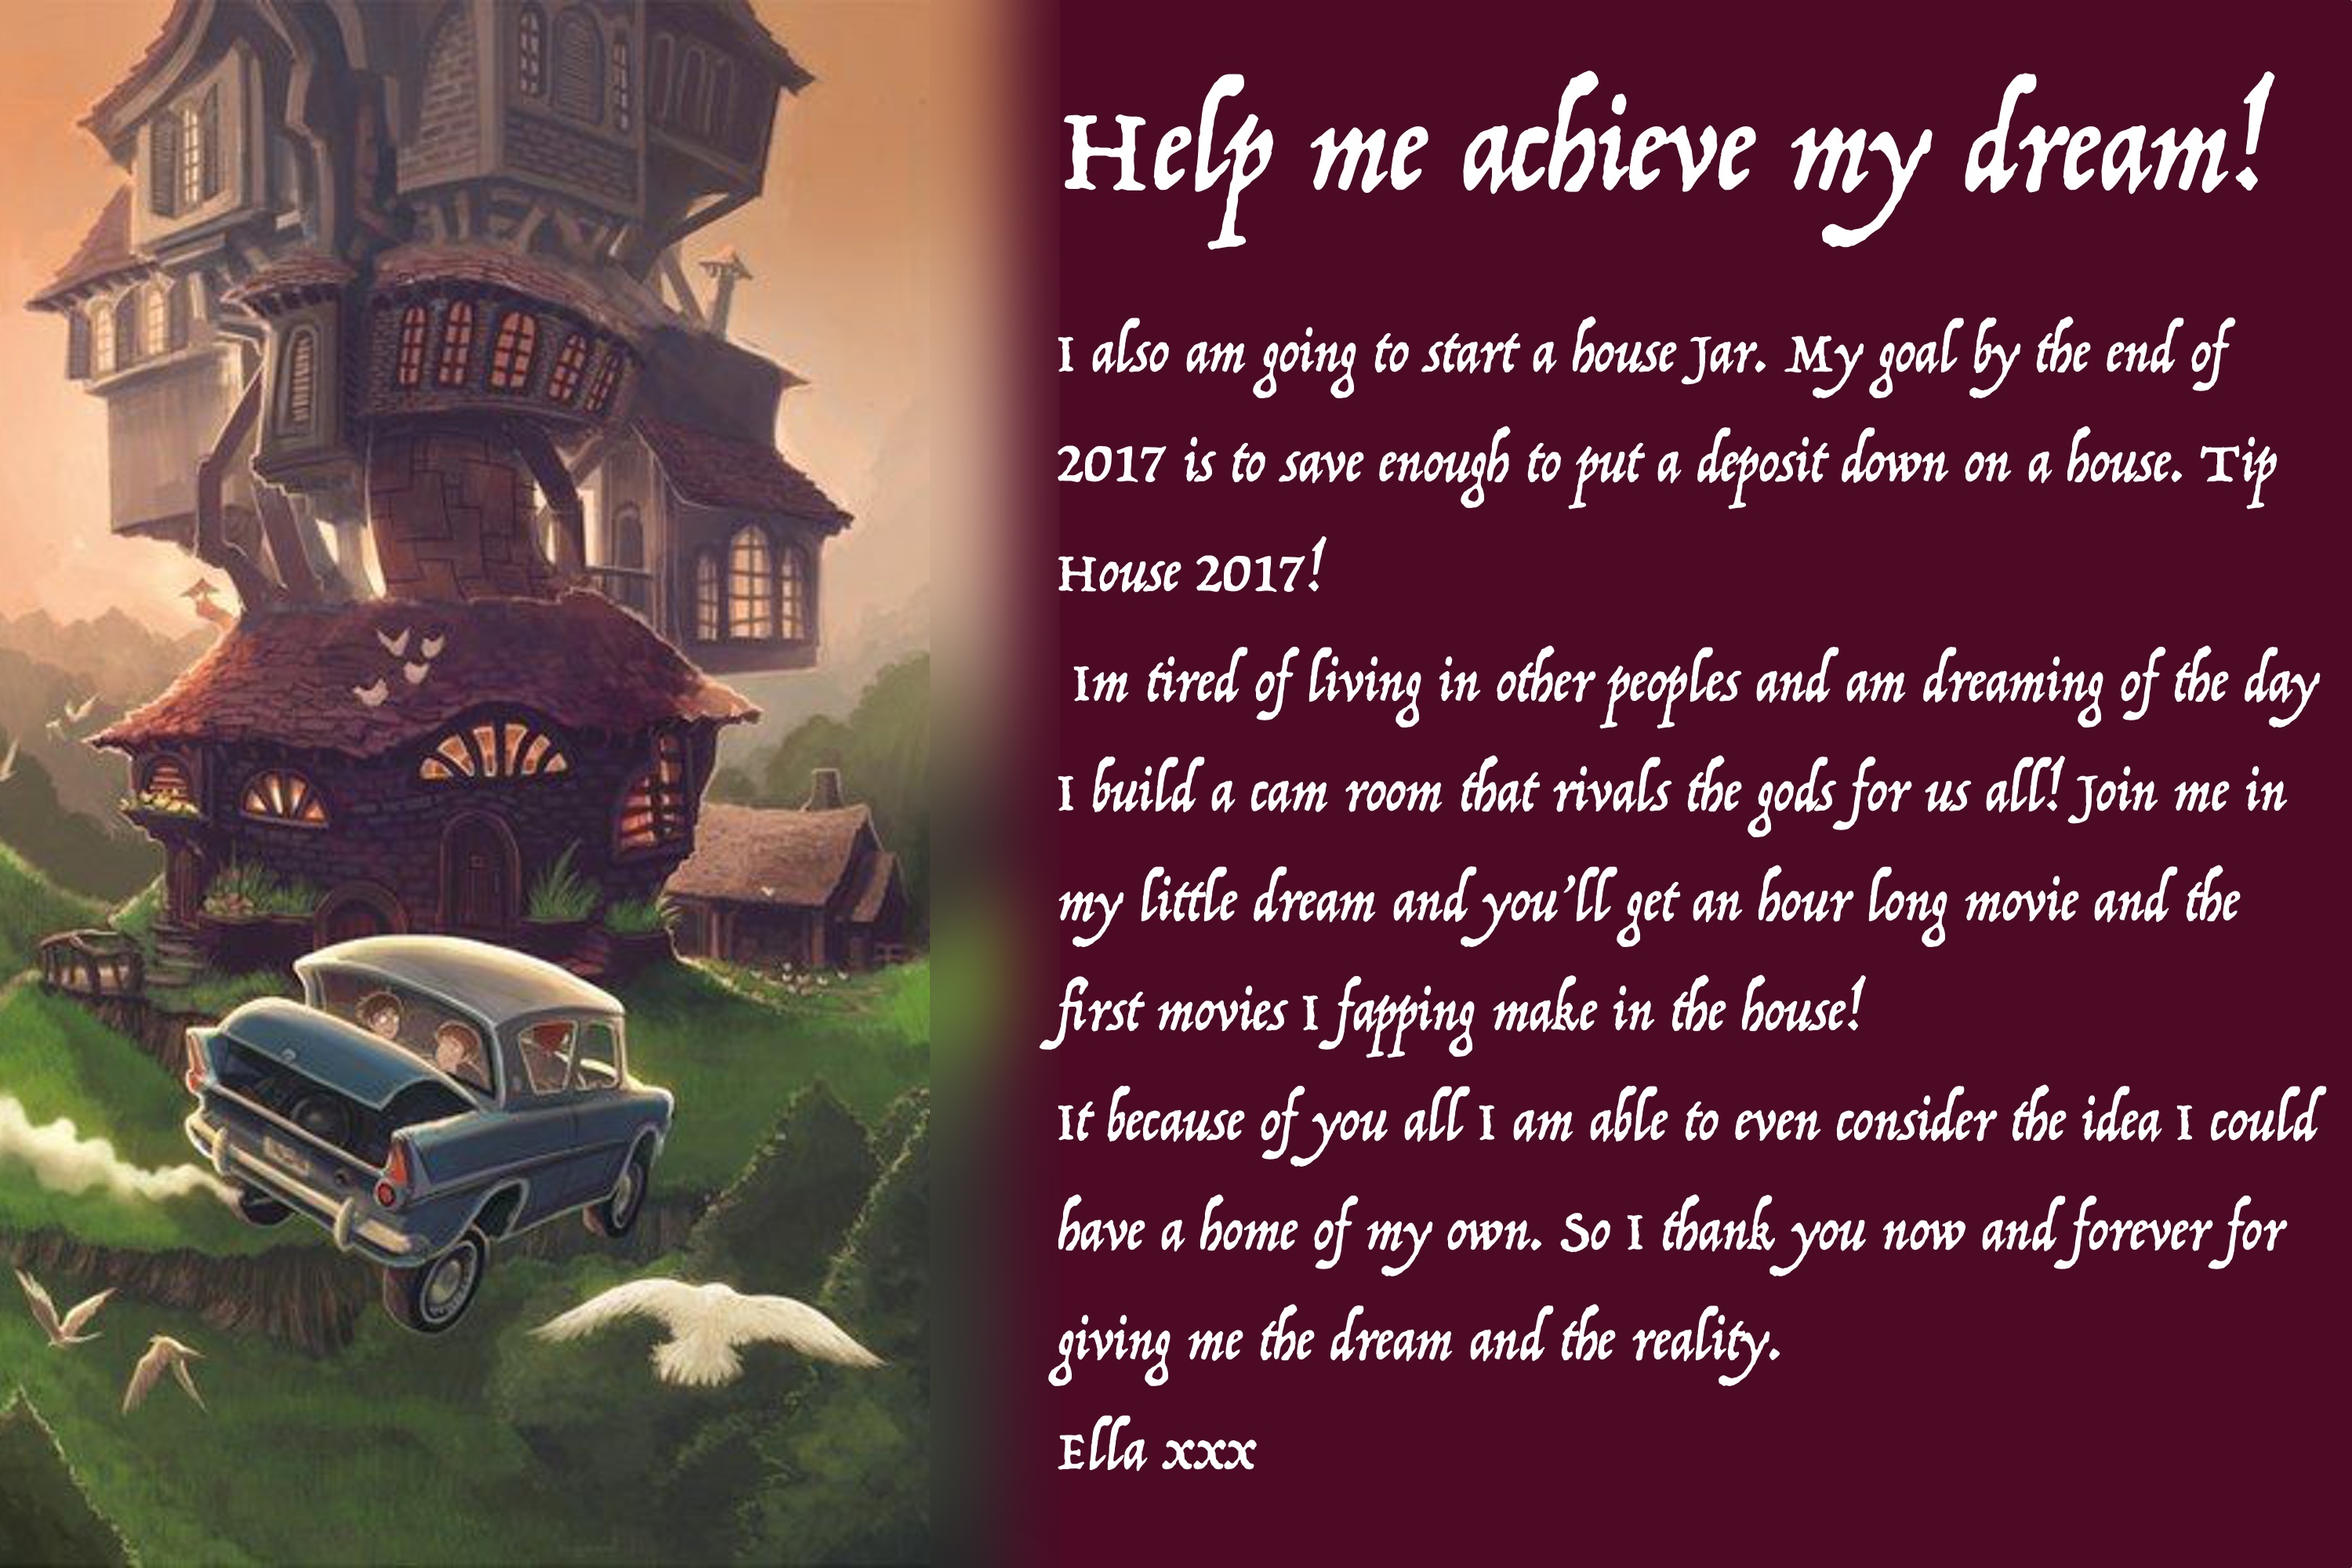 Help me achieve my dream!
I also am going to start a house Jar. My goal by the end of
2017 is to save enough to put a deposit down on a house. Tip
House 2017!
Im tired of living in other peoples and am dreaming of the day
I build a cam room that rivals the gods for us all! Join me in
my little dream and you'll get an hour long movie and the
first movies I fapping make in the house!
It because of you all I am able to even consider the idea I could
have a home of my own. So I thank you now and forever for
giving me the dream and the reality.
Ella xxx